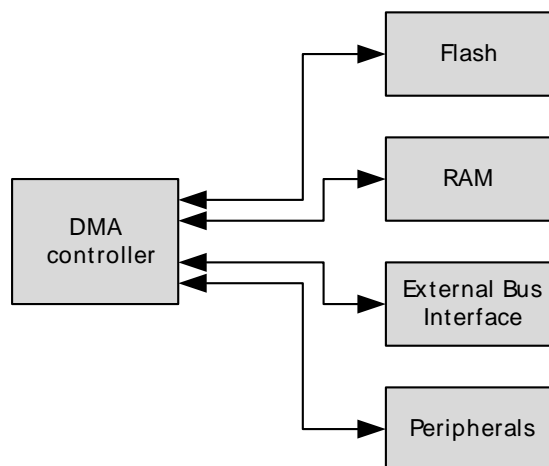 Flash
RAM
DMA
controller
External Bus
Interface
Peripherals